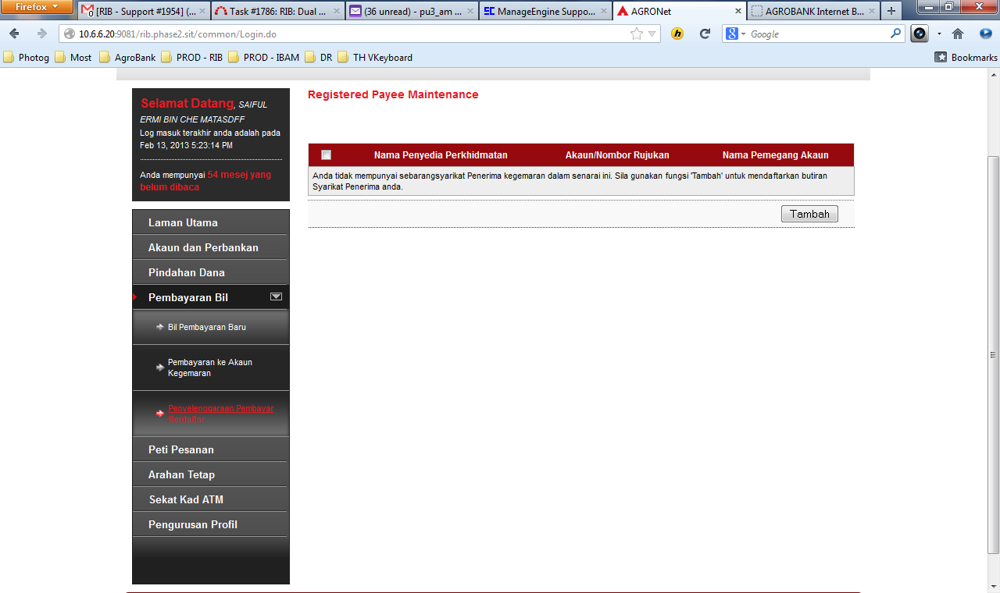 Firefox
[RIB - Support #1954] (...
Task #1786: RIB: Dual ...
(36 unread) - pu3_am ...
ManageEngine Suppo...
AGRONet
AGROBANK Internet B...
10.6.6.20:9081/rib.phase2.sit/common/Login.do
Google
Photog
Most
AgroBank
PROD - RIB
PROD - IBAM
DR
TH VKeyboard
Bookmarks
Selamat Datang, SAIFUL
ERMI BIN CHE MATASDFF
Log masuk terakhir anda adalah pada
Feb 13, 2013 5:23:14 PM
Anda mempunyai 54 mesej yang
belum dibaca
Laman Utama
Akaun dan Perbankan
Pindahan Dana
Pembayaran Bil
Bil Pembayaran Baru
Pembayaran ke Akaun
Kegemaran
Penyelenggaraan Pembayar
Berdaftar
Peti Pesanan
Arahan Tetap
Sekat Kad ATM
Pengurusan Profil
Registered Payee Maintenance
Nama Penyedia Perkhidmatan
Akaun/Nombor Rujukan
Nama Pemegang Akaun
Anda tidak mempunyai sebarangsyarikat Penerima kegemaran dalam senarai ini. Sila gunakan fungsi 'Tambah' untuk mendaftarkan butiran
Syarikat Penerima anda.
Tambah